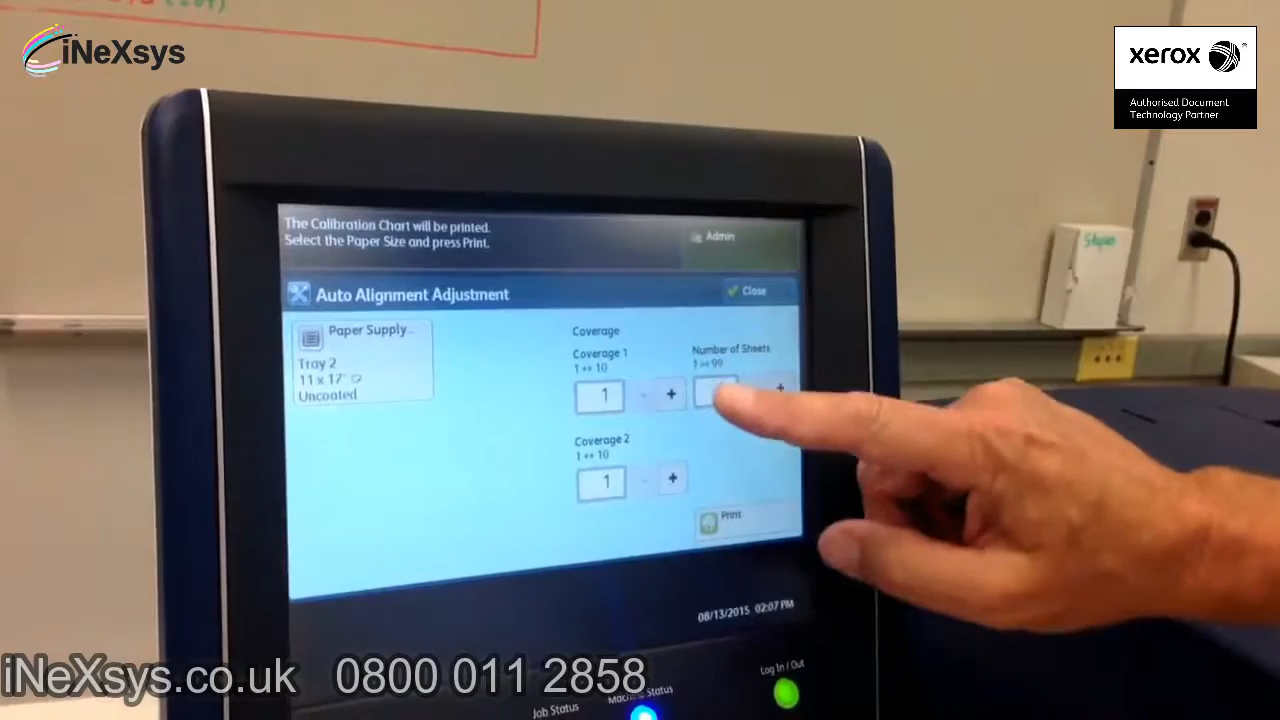 iNeXsys
xerox
Authorised Document
Technology Partner
The Calibration Chart will be printed.
Select the Paper Size and press Print.
Admin
Auto Alignment Adjustment
Close
Paper Supply...
Tray 2
11 x 17"
Uncoated
Coverage
Coverage 1
1 ↔ 10
1
- +
Number of Sheets
1 ↔ 99
+
Coverage 2
1 ↔ 10
1
- +
Print
08/13/2015 02:07 PM
Log In / Out
Machine Status
Job Status
Staples
iNeXsys.co.uk 0800 011 2858